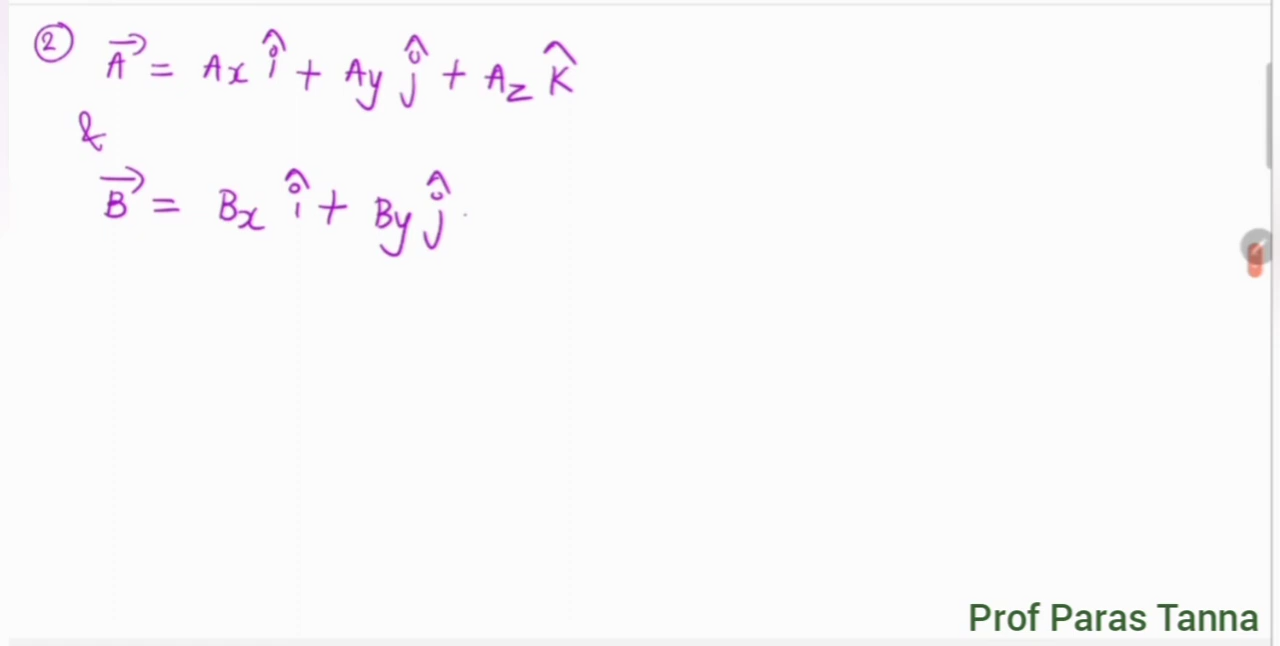 ② A⃗ = Ax î + Ay ĵ + Az K̂
&
B⃗ = Bx î + By ĵ
Prof Paras Tanna